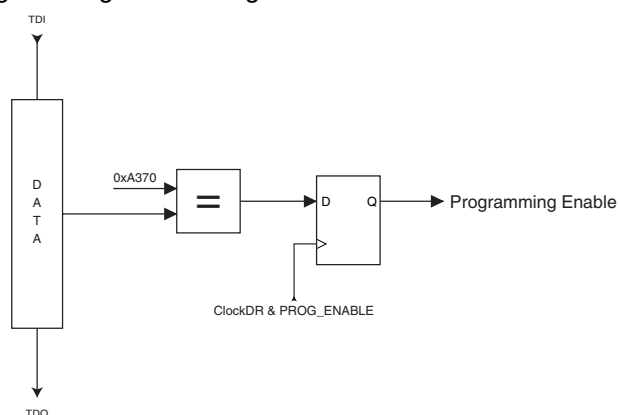 TDI
D
A
T
A
0xA370
=
D
Q
Programming Enable
ClockDR & PROG_ENABLE
TDO